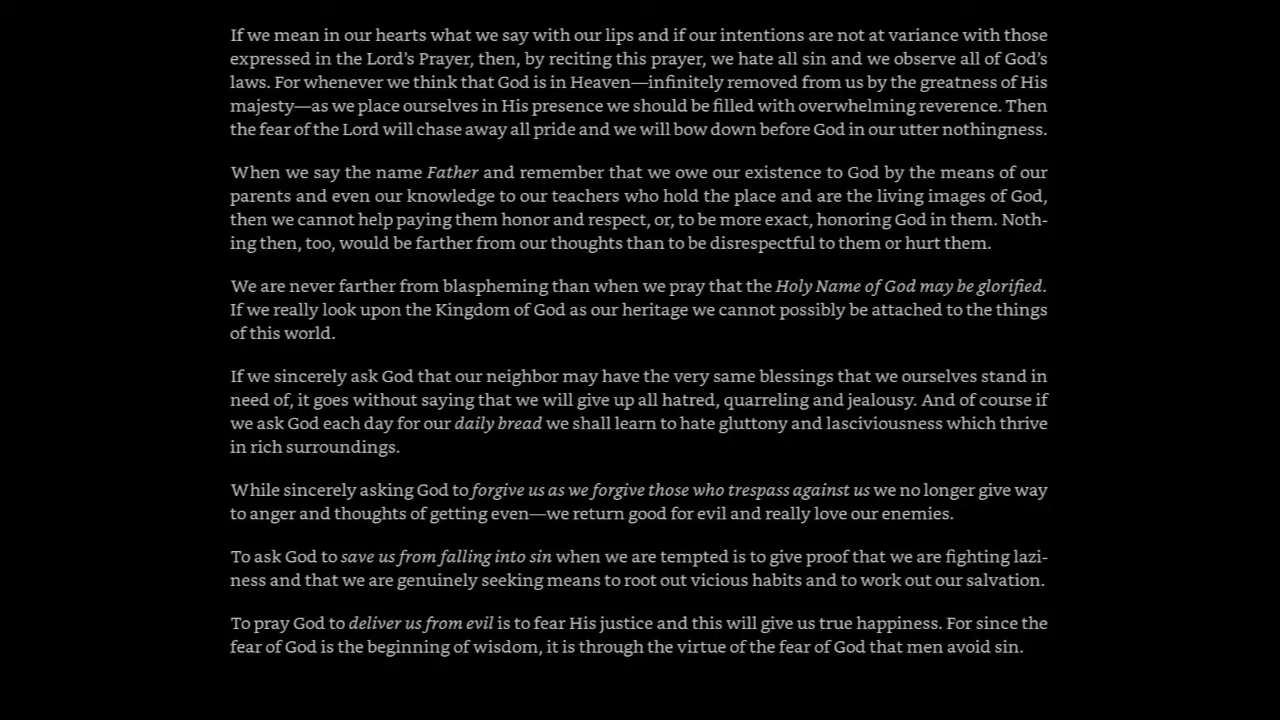 If we mean in our hearts what we say with our lips and if our intentions are not at variance with those
expressed in the Lord’s Prayer, then, by reciting this prayer, we hate all sin and we observe all of God’s
laws. For whenever we think that God is in Heaven—infinitely removed from us by the greatness of His
majesty—as we place ourselves in His presence we should be filled with overwhelming reverence. Then
the fear of the Lord will chase away all pride and we will bow down before God in our utter nothingness.
When we say the name Father and remember that we owe our existence to God by the means of our
parents and even our knowledge to our teachers who hold the place and are the living images of God,
then we cannot help paying them honor and respect, or, to be more exact, honoring God in them. Noth-
ing then, too, would be farther from our thoughts than to be disrespectful to them or hurt them.
We are never farther from blaspheming than when we pray that the Holy Name of God may be glorified.
If we really look upon the Kingdom of God as our heritage we cannot possibly be attached to the things
of this world.
If we sincerely ask God that our neighbor may have the very same blessings that we ourselves stand in
need of, it goes without saying that we will give up all hatred, quarreling and jealousy. And of course if
we ask God each day for our daily bread we shall learn to hate gluttony and lasciviousness which thrive
in rich surroundings.
While sincerely asking God to forgive us as we forgive those who trespass against us we no longer give way
to anger and thoughts of getting even—we return good for evil and really love our enemies.
To ask God to save us from falling into sin when we are tempted is to give proof that we are fighting lazi-
ness and that we are genuinely seeking means to root out vicious habits and to work out our salvation.
To pray God to deliver us from evil is to fear His justice and this will give us true happiness. For since the
fear of God is the beginning of wisdom, it is through the virtue of the fear of God that men avoid sin.